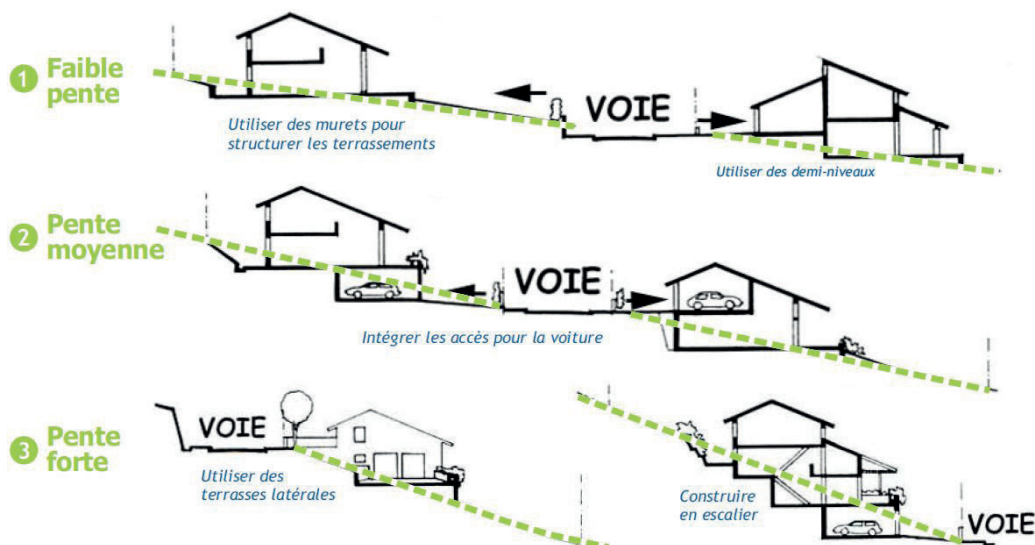 1 Faible
pente
VOIE
Utiliser des murets pour
structurer les terrassements
Utiliser des demi-niveaux
2 Pente
moyenne
VOIE
Intégrer les accès pour la voiture
3 Pente
forte
VOIE
Utiliser des
terrasses latérales
Construire
en escalier
VOIE